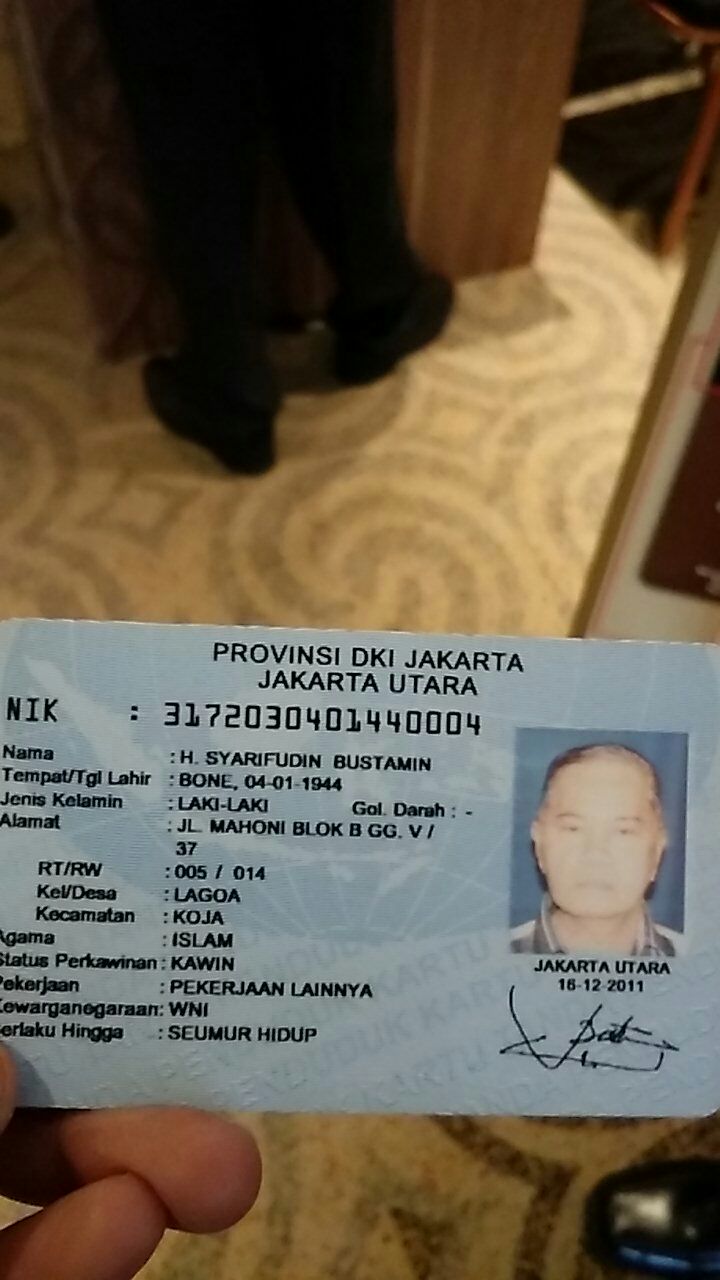 PROVINSI DKI JAKARTA
JAKARTA UTARA
NIK : 3172030401440004
Nama : H. SYARIFUDIN BUSTAMIN
Tempat/Tgl Lahir : BONE, 04-01-1944
Jenis Kelamin : LAKI-LAKI Gol. Darah : -
Alamat : JL. MAHONI BLOK B GG. V /
37
RT/RW : 005 / 014
Kel/Desa : LAGOA
Kecamatan : KOJA
Agama : ISLAM
Status Perkawinan : KAWIN
Pekerjaan : PEKERJAAN LAINNYA
Kewarganegaraan: WNI
Berlaku Hingga : SEUMUR HIDUP
JAKARTA UTARA
16-12-2011